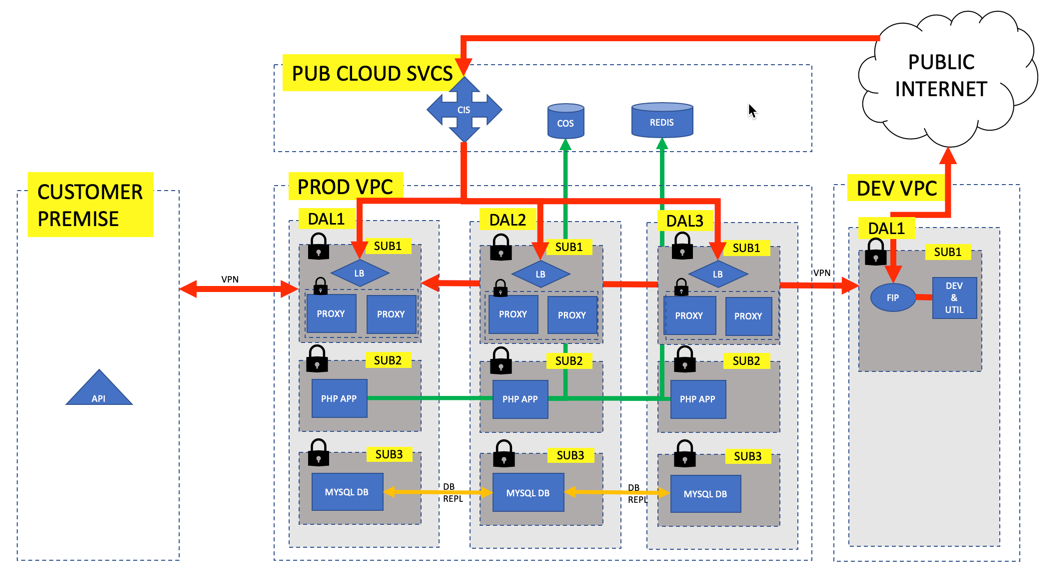 PUBLIC
INTERNET
PUB CLOUD SVCS
CIS
COS
REDIS
CUSTOMER
PREMISE
API
VPN
PROD VPC
DAL1
SUB1
LB
PROXY
PROXY
SUB2
PHP APP
SUB3
MYSQL DB
DB
REPL
DAL2
SUB1
LB
PROXY
PROXY
SUB2
PHP APP
SUB3
MYSQL DB
DB
REPL
DAL3
SUB1
LB
PROXY
PROXY
SUB2
PHP APP
SUB3
MYSQL DB
VPN
DEV VPC
DAL1
SUB1
FIP
DEV
&
UTIL